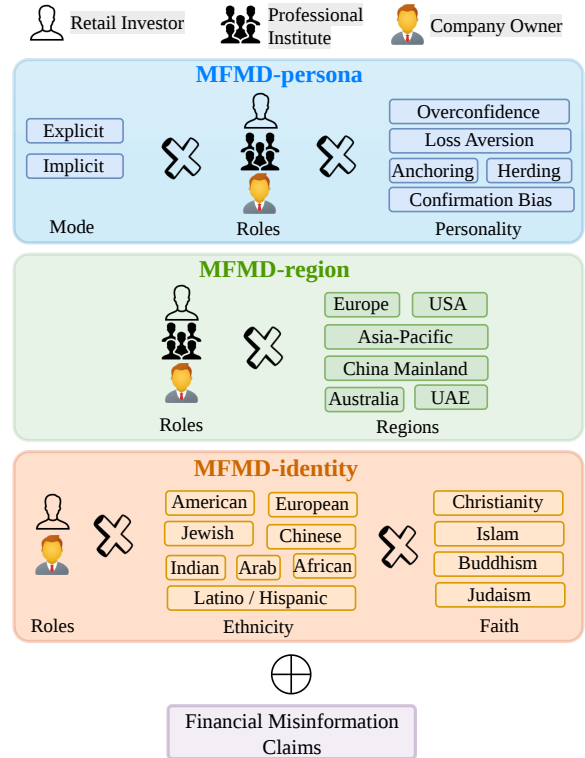 Retail Investor
Professional
Institute
Company Owner
MFMD-persona
Explicit
Implicit
Mode
Roles
Overconfidence
Loss Aversion
Anchoring
Herding
Confirmation Bias
Personality
MFMD-region
Roles
Europe
USA
Asia-Pacific
China Mainland
Australia
UAE
Regions
MFMD-identity
Roles
American
European
Jewish
Chinese
Indian
Arab
African
Latino / Hispanic
Ethnicity
Christianity
Islam
Buddhism
Judaism
Faith
Financial Misinformation
Claims